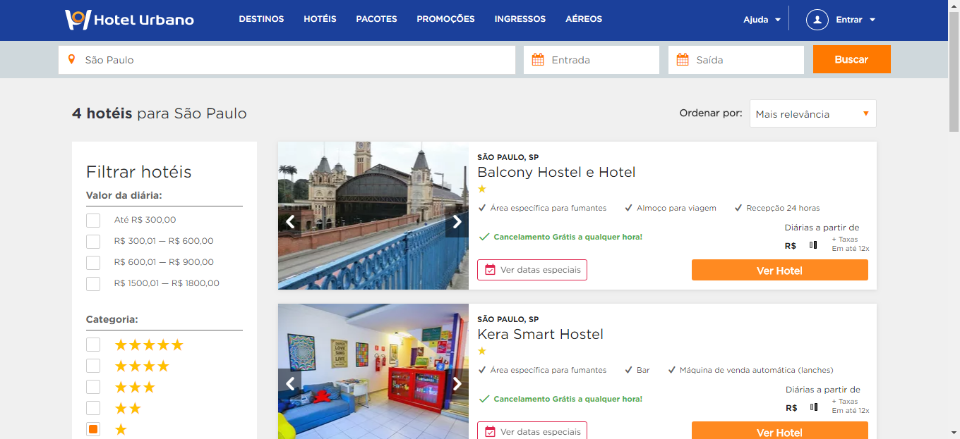 Hotel Urbano
DESTINOS HOTÉIS PACOTES PROMOÇÕES INGRESSOS AÉREOS
Ajuda Entrar
São Paulo
Entrada
Saída
Buscar
4 hotéis para São Paulo
Ordenar por: Mais relevância
Filtrar hotéis
Valor da diária:
Até R$ 300,00
R$ 300,01 — R$ 600,00
R$ 600,01 — R$ 900,00
R$ 1500,01 — R$ 1800,00
Categoria:
SÃO PAULO, SP
Balcony Hostel e Hotel
Área específica para fumantes Almoço para viagem Recepção 24 horas
Cancelamento Grátis a qualquer hora!
Diárias a partir de
R$ + Taxas
Em até 12x
Ver datas especiais
Ver Hotel
SÃO PAULO, SP
Kera Smart Hostel
Área específica para fumantes Bar Máquina de venda automática (lanches)
Cancelamento Grátis a qualquer hora!
Diárias a partir de
R$ + Taxas
Em até 12x
Ver datas especiais
Ver Hotel